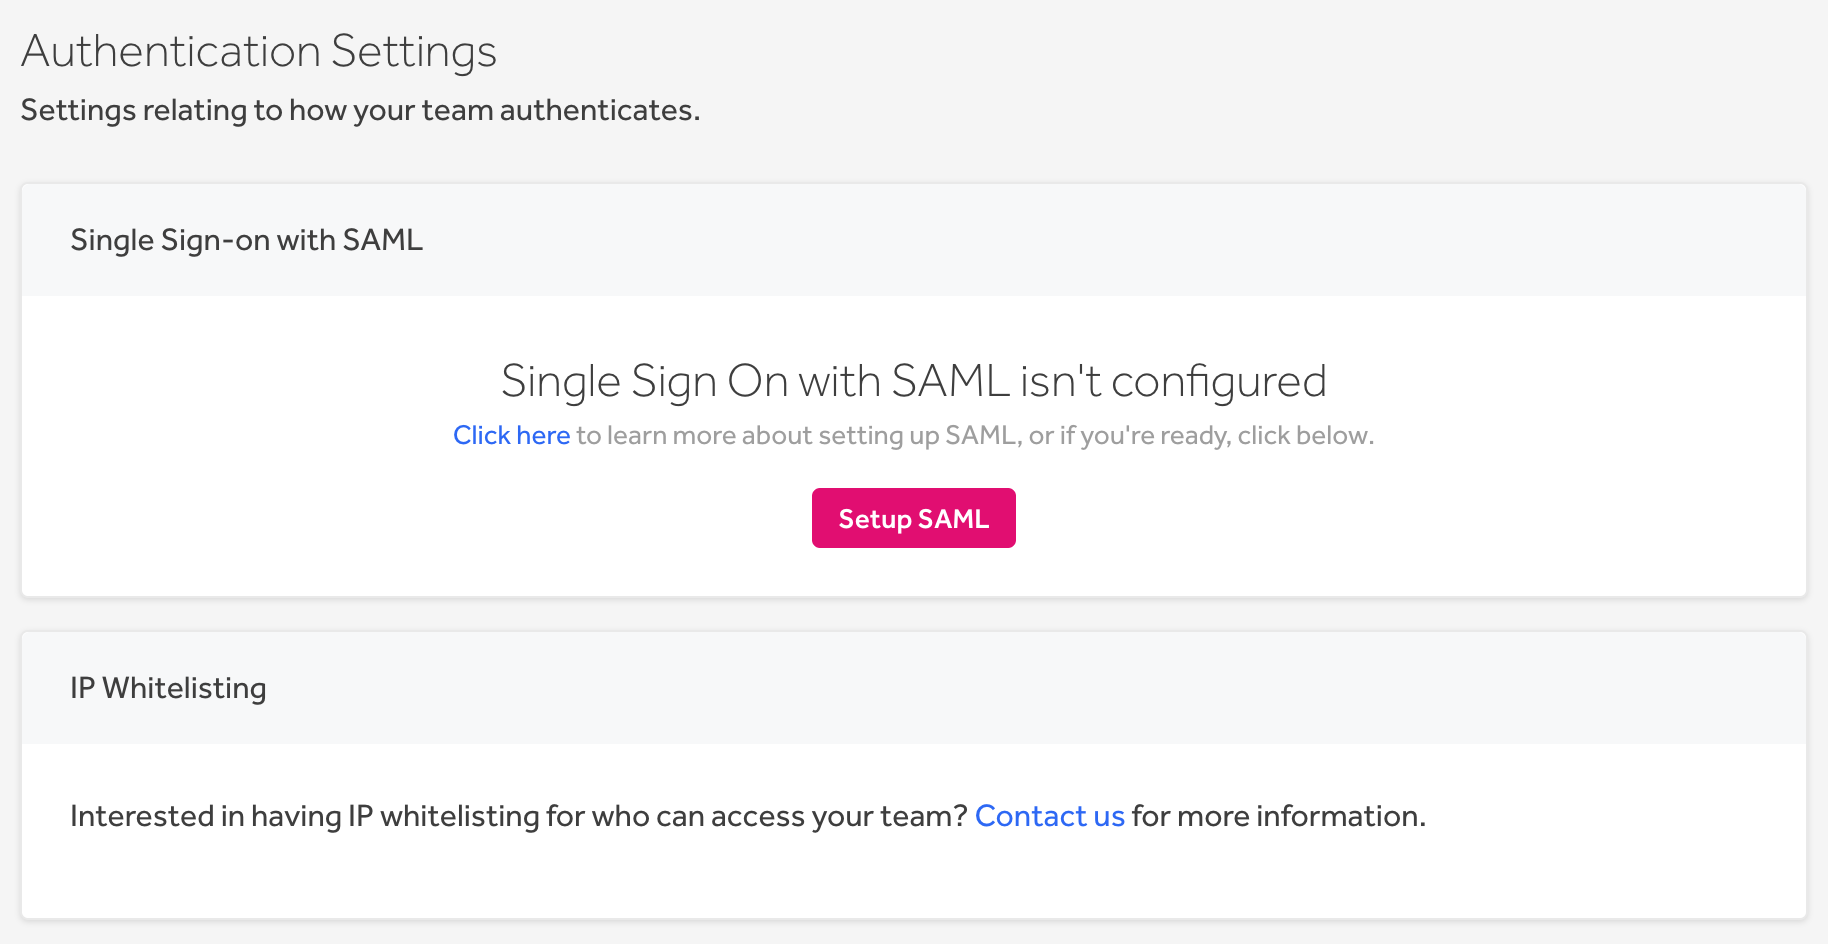 Authentication Settings
Settings relating to how your team authenticates.
Single Sign-on with SAML
Single Sign On with SAML isn't configured
Click here to learn more about setting up SAML, or if you're ready, click below.
Setup SAML
IP Whitelisting
Interested in having IP whitelisting for who can access your team? Contact us for more information.